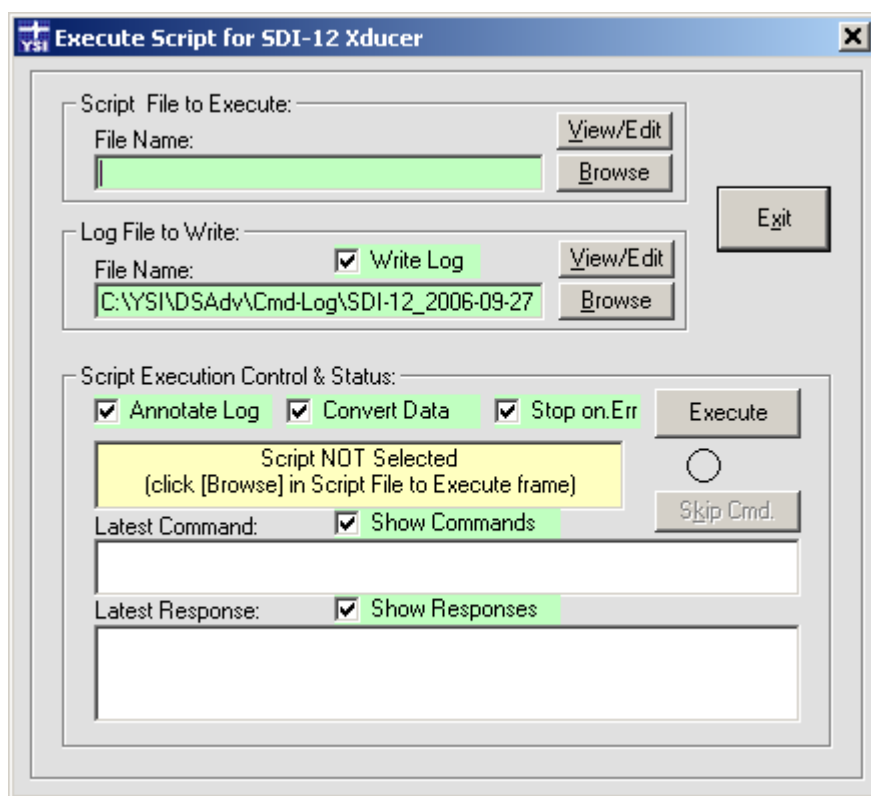 YSI Execute Script for SDI-12 Xducer
Script File to Execute:
File Name:
View/Edit
Browse
Exit
Log File to Write:
File Name:
Write Log
View/Edit
C:\YSI\DSAdv\Cmd-Log\SDI-12_2006-09-27
Browse
Script Execution Control & Status:
Annotate Log Convert Data Stop on.Err Execute
Script NOT Selected
(click [Browse] in Script File to Execute frame)
Skip Cmd.
Latest Command: Show Commands
Latest Response: Show Responses